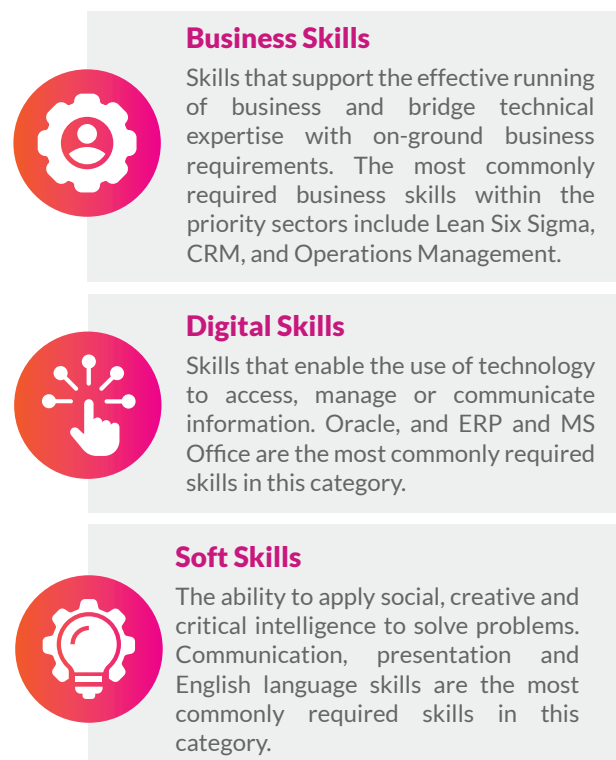 Business Skills
Skills that support the effective running
of business and bridge technical
expertise with on-ground business
requirements. The most commonly
required business skills within the
priority sectors include Lean Six Sigma,
CRM, and Operations Management.
Digital Skills
Skills that enable the use of technology
to access, manage or communicate
information. Oracle, and ERP and MS
Office are the most commonly required
skills in this category.
Soft Skills
The ability to apply social, creative and
critical intelligence to solve problems.
Communication, presentation and
English language skills are the most
commonly required skills in this
category.